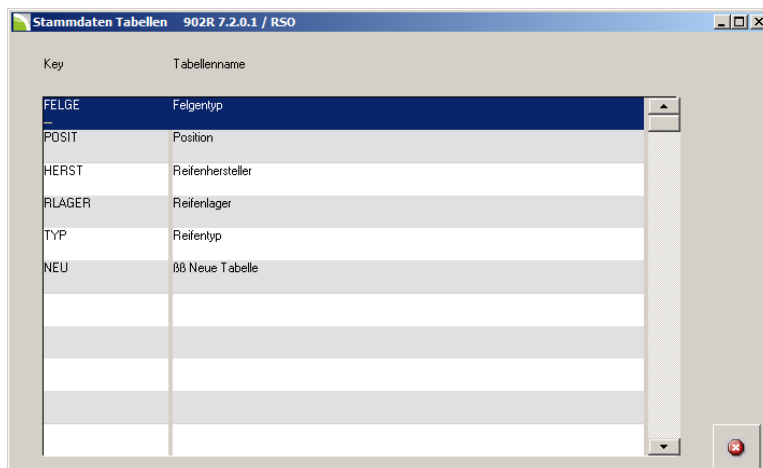 Stammdaten Tabellen 902R 7.2.0.1 / RSO
Key Tabellenname
FELGE Felgentyp
POSIT Position
HERST Reifenhersteller
RLAGER Reifenlager
TYP Reifentyp
NEU ßß Neue Tabelle